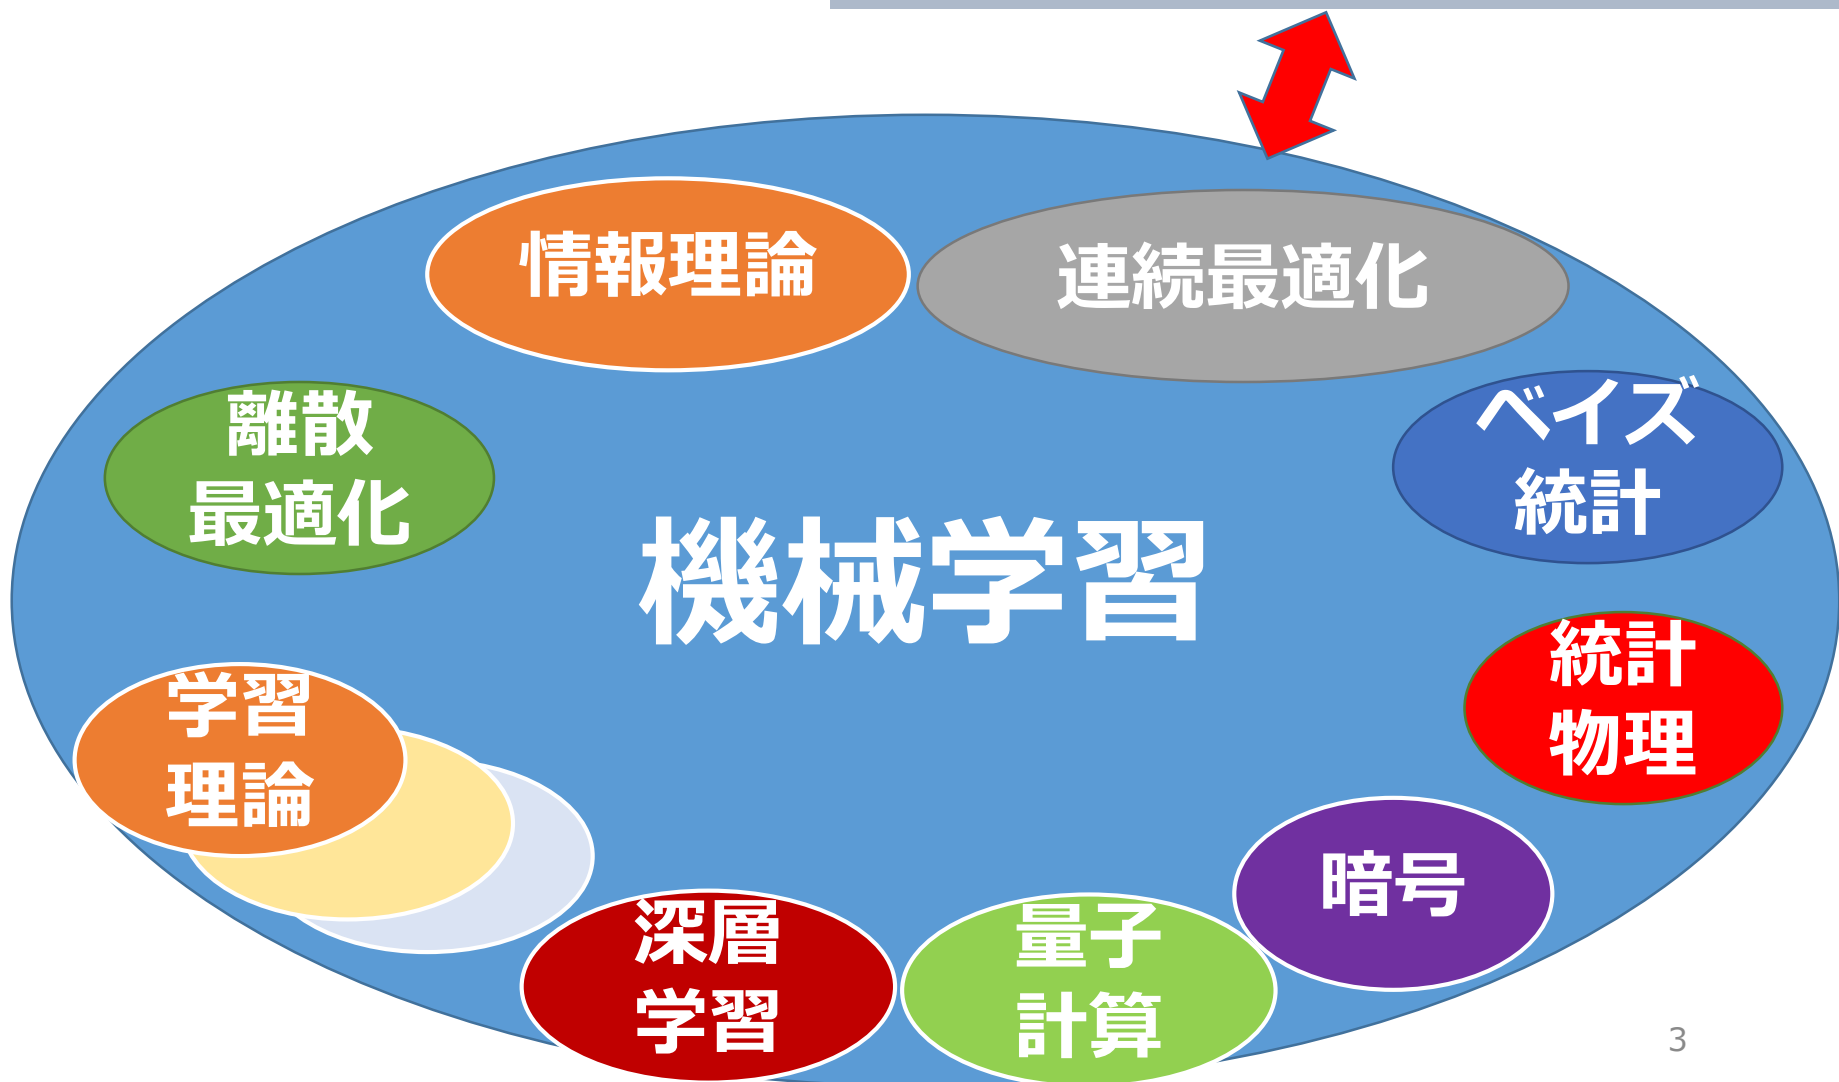 情報理論
連続最適化
離散
最適化
ベイズ
統計
機械学習
統計
物理
学習
理論
暗号
深層
学習
量子
計算
3